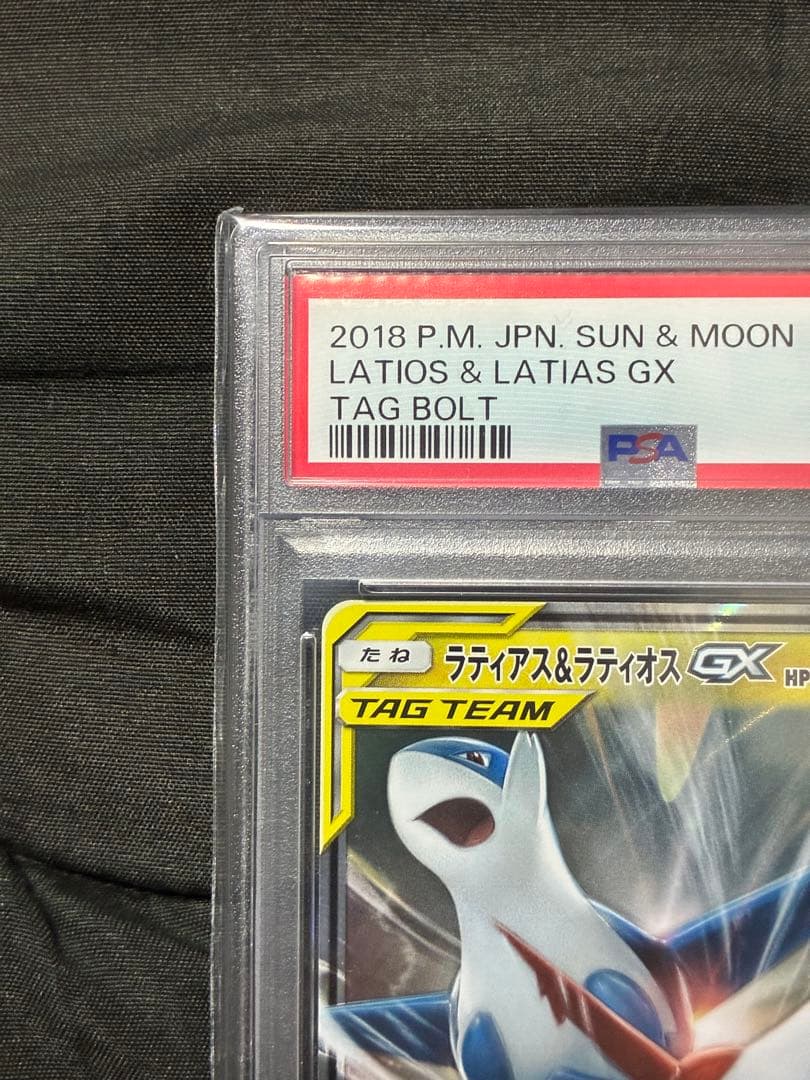 2018 P.M. JPN. SUN & MOON
LATIOS & LATIAS GX
TAG BOLT
PSA
たね ラティアス&ラティオス GX HP
TAG TEAM